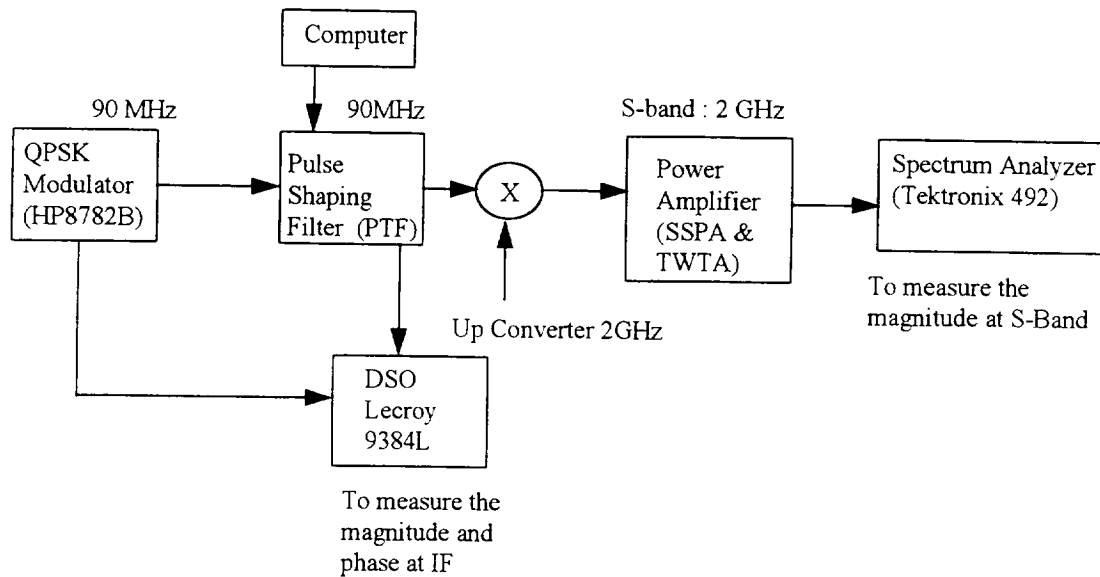 Computer
90 MHz
90MHz
S-band : 2 GHz
QPSK
Modulator
(HP8782B)
Pulse
Shaping
Filter (PTF)
X
Power
Amplifier
(SSPA &
TWTA)
Spectrum Analyzer
(Tektronix 492)
To measure the
magnitude at S-Band
Up Converter 2GHz
DSO
Lecroy
9384L
To measure the
magnitude and
phase at IF